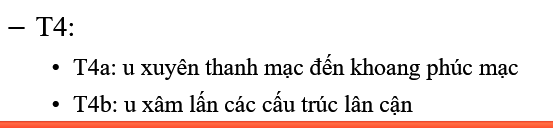 – T4:
• T4a: u xuyên thanh mạc đến khoang phúc mạc
• T4b: u xâm lấn các cấu trúc lân cận